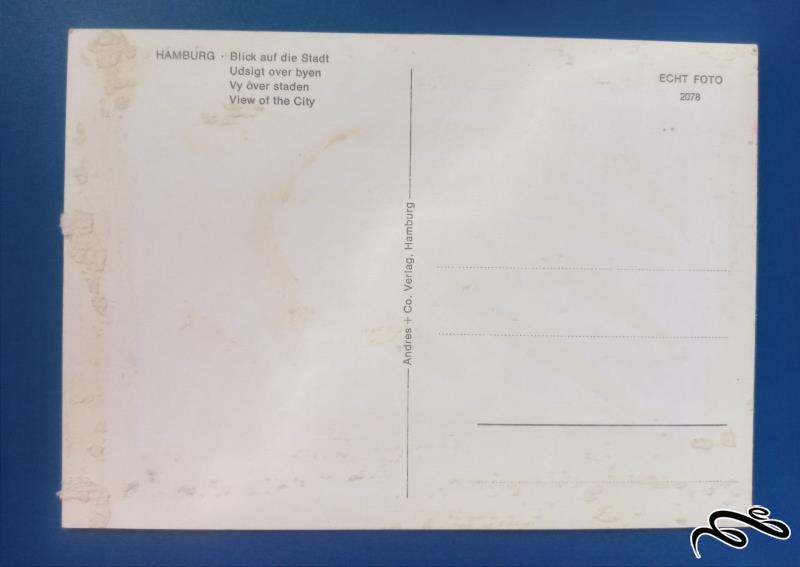 HAMBURG · Blick auf die Stadt
Udsigt over byen
Vy över staden
View of the City
ECHT FOTO
2078
Andres + Co. Verlag, Hamburg